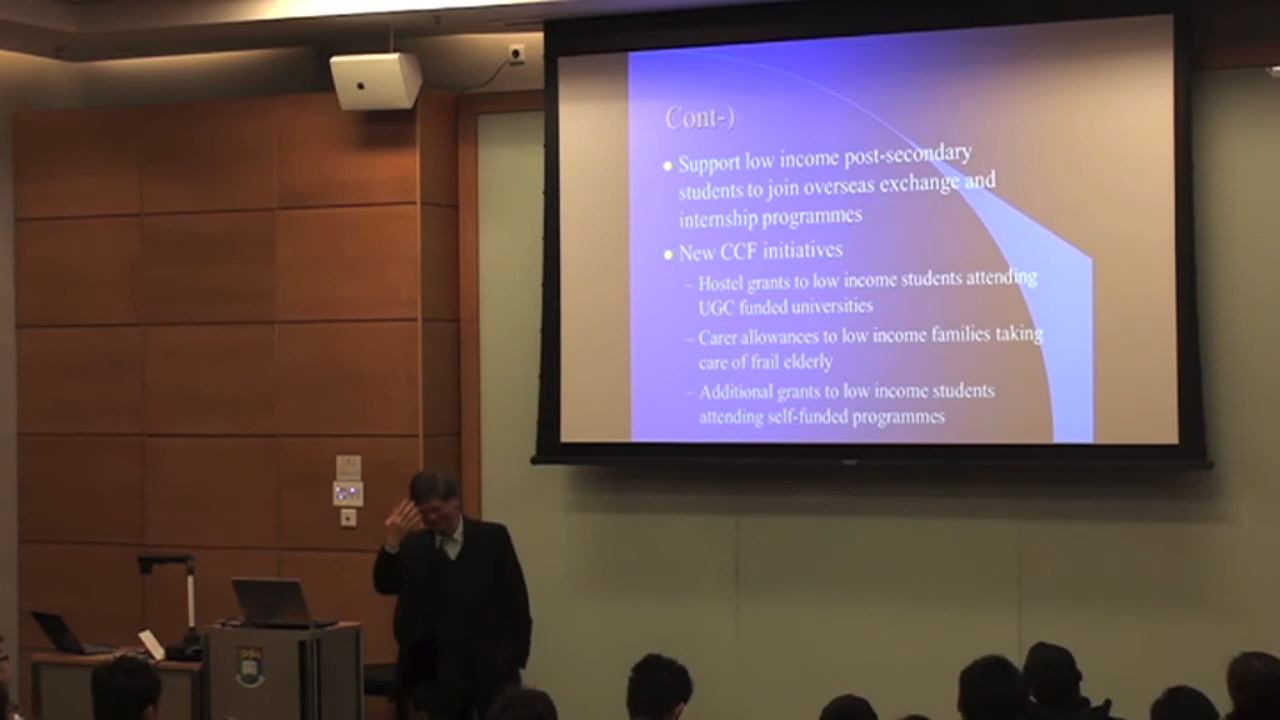 Cont-)
• Support low income post-secondary
students to join overseas exchange and
internship programmes
• New CCF initiatives
– Hostel grants to low income students attending
UGC funded universities
– Carer allowances to low income families taking
care of frail elderly
– Additional grants to low income students
attending self-funded programmes